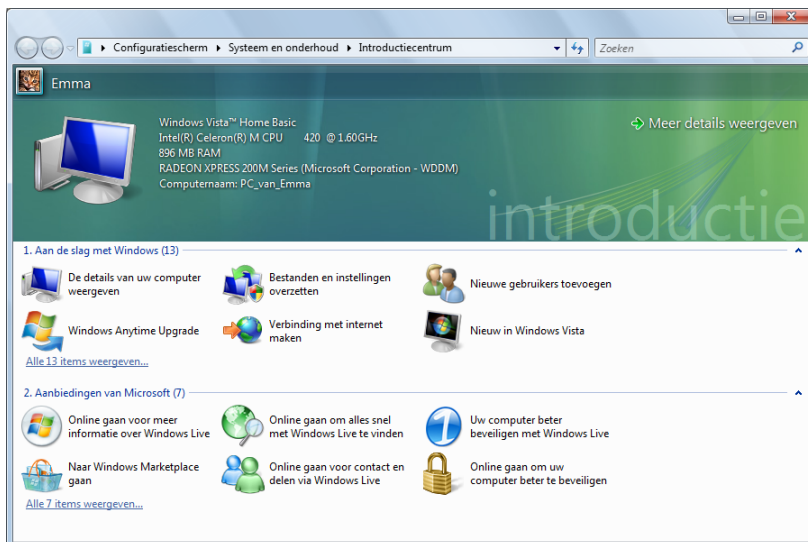 Configuratiescherm Systeem en onderhoud Introductiecentrum Zoeken
Emma
Windows Vista™ Home Basic
Intel(R) Celeron(R) M CPU 420 @ 1.60GHz
896 MB RAM
RADEON XPRESS 200M Series (Microsoft Corporation - WDDM)
Computernaam: PC_van_Emma
Meer details weergeven
introductie
1. Aan de slag met Windows (13)
De details van uw computer
weergeven
Bestanden en instellingen
overzetten
Nieuwe gebruikers toevoegen
Windows Anytime Upgrade
Verbinding met internet
maken
Nieuw in Windows Vista
Alle 13 items weergeven...
2. Aanbiedingen van Microsoft (7)
Online gaan voor meer
informatie over Windows Live
Online gaan om alles snel
met Windows Live te vinden
Uw computer beter
beveiligen met Windows Live
Naar Windows Marketplace
gaan
Online gaan voor contact en
delen via Windows Live
Online gaan om uw
computer beter te beveiligen
Alle 7 items weergeven...